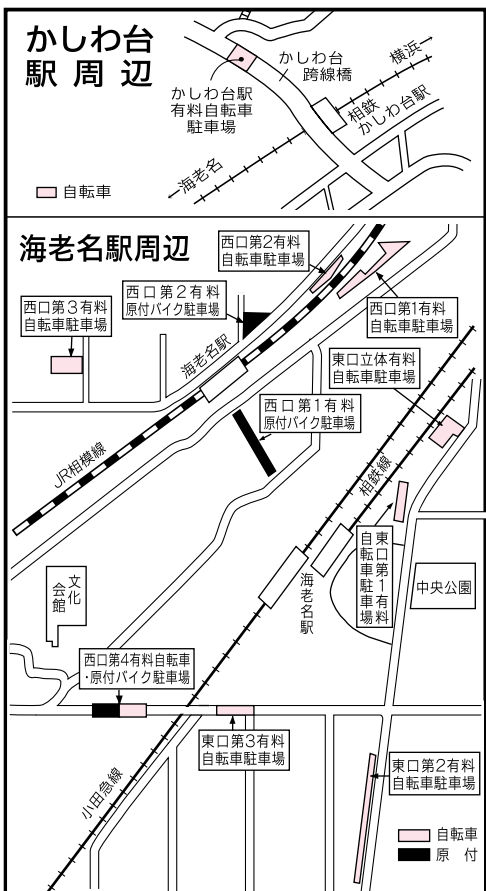 かしわ台
駅周辺
かしわ台
跨線橋
横浜
かしわ台駅
有料自転車
駐車場
相鉄
かしわ台駅
海老名
自転車
海老名駅周辺
西口第2有料
自転車駐車場
西口第2有料
原付バイク駐車場
西口第3有料
自転車駐車場
西口第1有料
自転車駐車場
海老名駅
東口立体有料
自転車駐車場
西口第1有料
原付バイク駐車場
JR相模線
相鉄線
東口第1有料
自転車駐車場
中央公園
海老名駅
文化
会館
西口第4有料自転車
・原付バイク駐車場
東口第3有料
自転車駐車場
小田急線
東口第2有料
自転車駐車場
自転車
原付